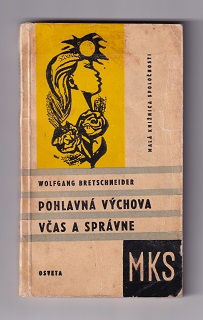 MALÁ KNIŽNICA SPOLOČNOSTI
WOLFGANG BRETSCHNEIDER
POHLAVNÁ VÝCHOVA
VČAS A SPRÁVNE
OSVETA
MKS